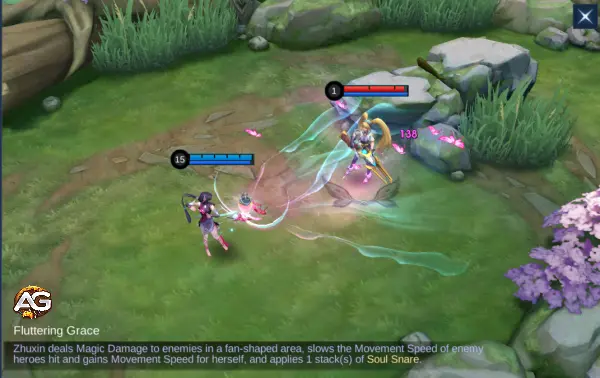 1
138
15
AG
Fluttering Grace
Zhuxin deals Magic Damage to enemies in a fan-shaped area, slows the Movement Speed of enemy
heroes hit and gains Movement Speed for herself, and applies 1 stack(s) of Soul Snare.